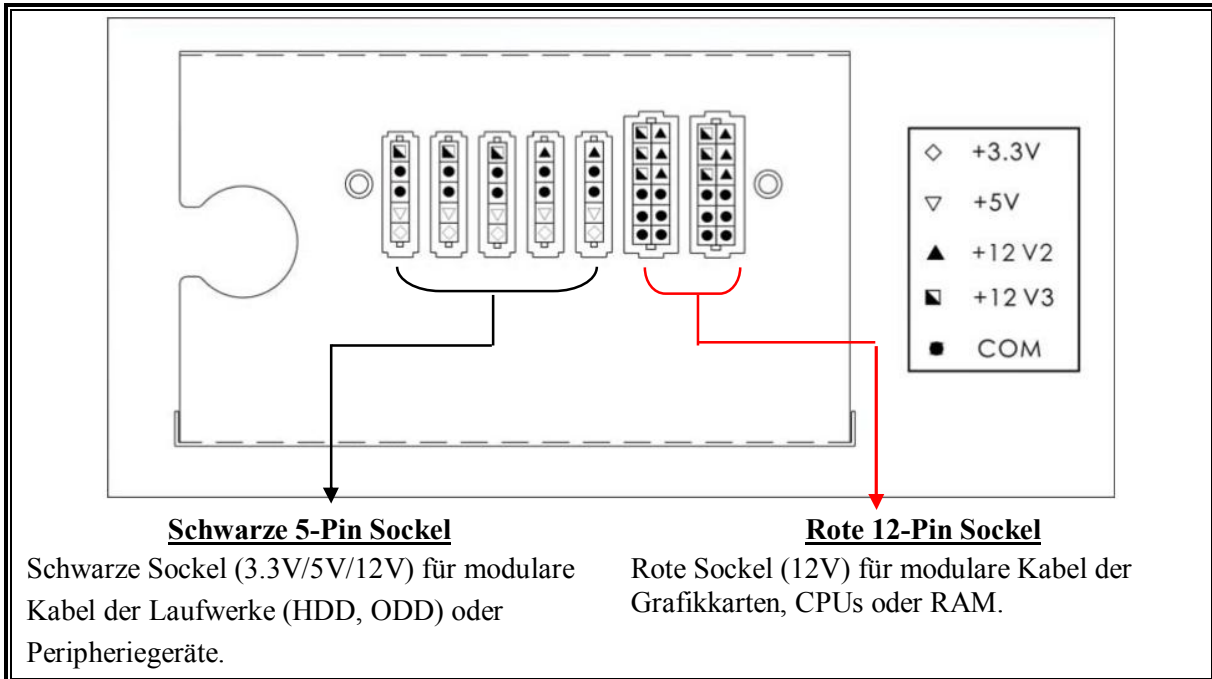 +3.3V
+5V
+12 V2
+12 V3
COM
Schwarze 5-Pin Sockel
Schwarze Sockel (3.3V/5V/12V) für modulare
Kabel der Laufwerke (HDD, ODD) oder
Peripheriegeräte.
Rote 12-Pin Sockel
Rote Sockel (12V) für modulare Kabel der
Grafikkarten, CPUs oder RAM.